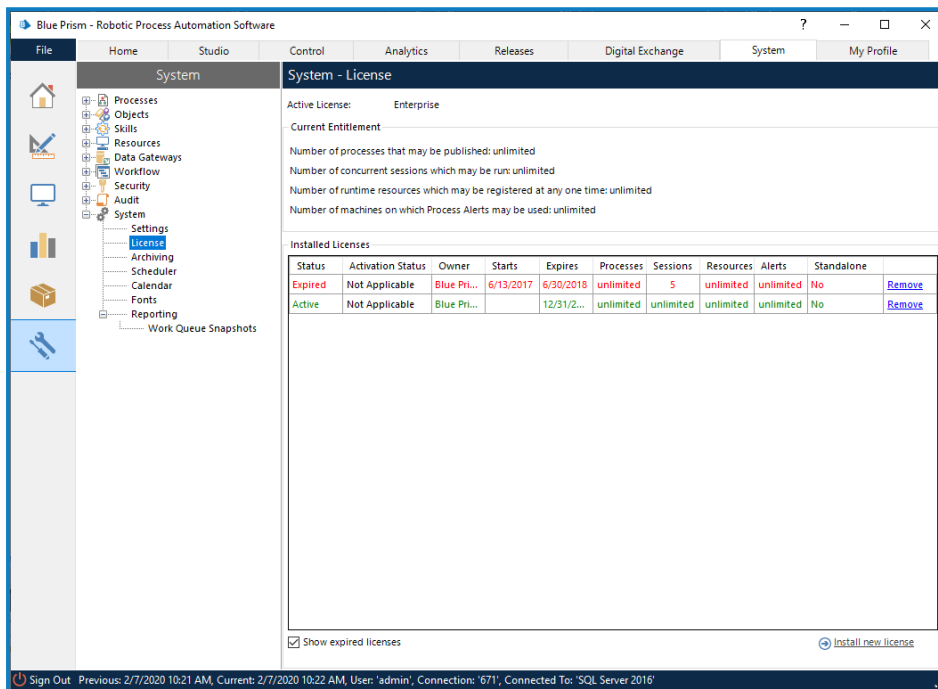 Blue Prism - Robotic Process Automation Software
?
File Home Studio Control Analytics Releases Digital Exchange System My Profile
System
Processes
Objects
Skills
Resources
Data Gateways
Workflow
Security
Audit
System
Settings
License
Archiving
Scheduler
Calendar
Fonts
Reporting
Work Queue Snapshots
System - License
Active License: Enterprise
Current Entitlement
Number of processes that may be published: unlimited
Number of concurrent sessions which may be run: unlimited
Number of runtime resources which may be registered at any one time: unlimited
Number of machines on which Process Alerts may be used: unlimited
Installed Licenses
Status Activation Status Owner Starts Expires Processes Sessions Resources Alerts Standalone
Expired Not Applicable Blue Pri... 6/13/2017 6/30/2018 unlimited 5 unlimited unlimited No Remove
Active Not Applicable Blue Pri... 12/31/2... unlimited unlimited unlimited unlimited No Remove
Show expired licenses
Install new license
Sign Out Previous: 2/7/2020 10:21 AM, Current: 2/7/2020 10:22 AM, User: 'admin', Connection: '671', Connected To: 'SQL Server 2016'